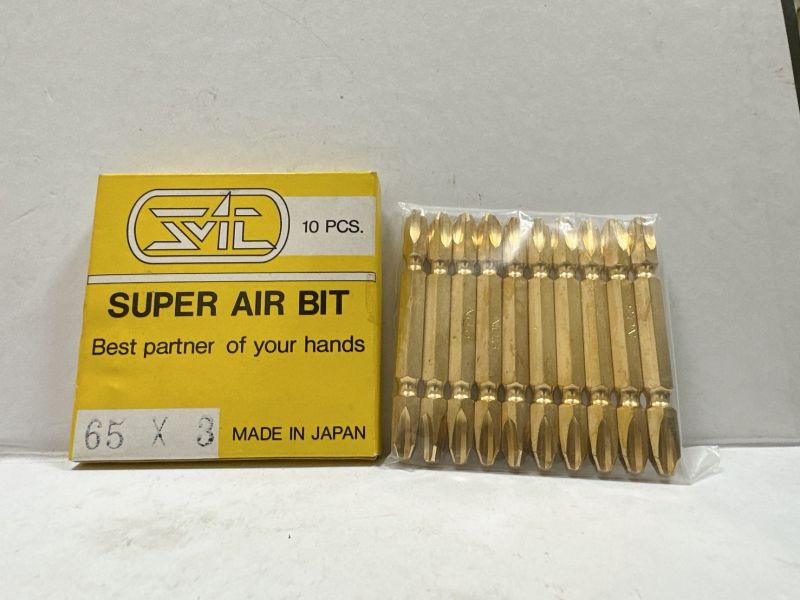 10 PCS.
SUPER AIR BIT
Best partner of your hands
65 X 3
MADE IN JAPAN